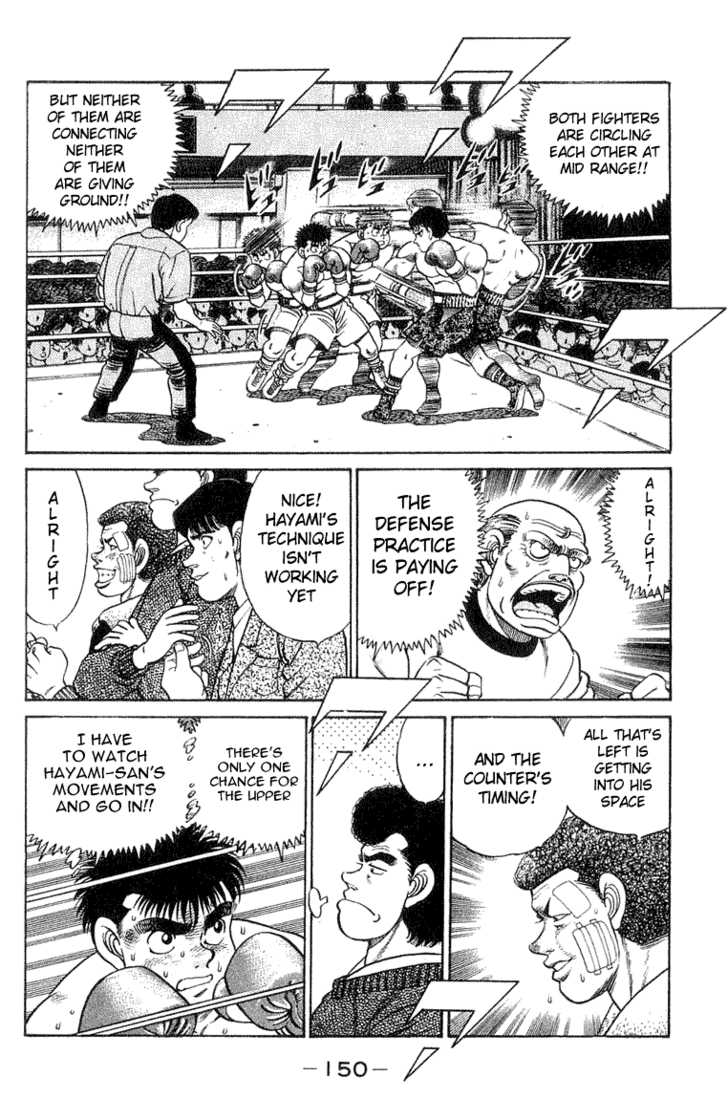 BOTH FIGHTERS
ARE CIRCLING
EACH OTHER AT
MID RANGE!!
BUT NEITHER
OF THEM ARE
CONNECTING
NEITHER
OF THEM
ARE GIVING
GROUND!!
ALRIGHT!
THE
DEFENSE
PRACTICE
IS PAYING
OFF!
NICE!
HAYAMI'S
TECHNIQUE
ISN'T
WORKING
YET
ALRIGHT
ALL THAT'S
LEFT IS
GETTING
INTO HIS
SPACE
AND THE
COUNTER'S
TIMING!
...
THERE'S
ONLY ONE
CHANCE FOR
THE UPPER
I HAVE
TO WATCH
HAYAMI-SAN'S
MOVEMENTS
AND GO IN!!
-150-